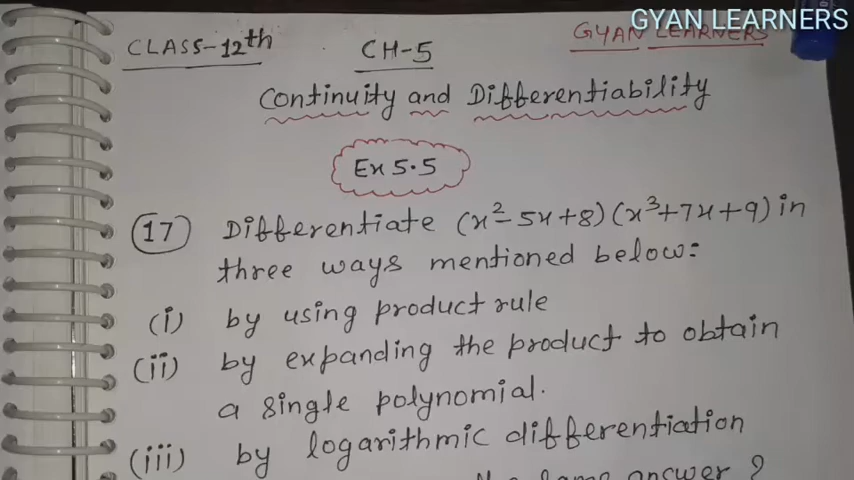 GYAN LEARNERS
CLASS-12th CH-5 GYAN LEARNERS
Continuity and Differentiability
Ex 5.5
17 Differentiate (x²-5x+8)(x³+7x+9) in
three ways mentioned below:
(i) by using product rule
(ii) by expanding the product to obtain
a single polynomial.
(iii) by logarithmic differentiation
same answer ?